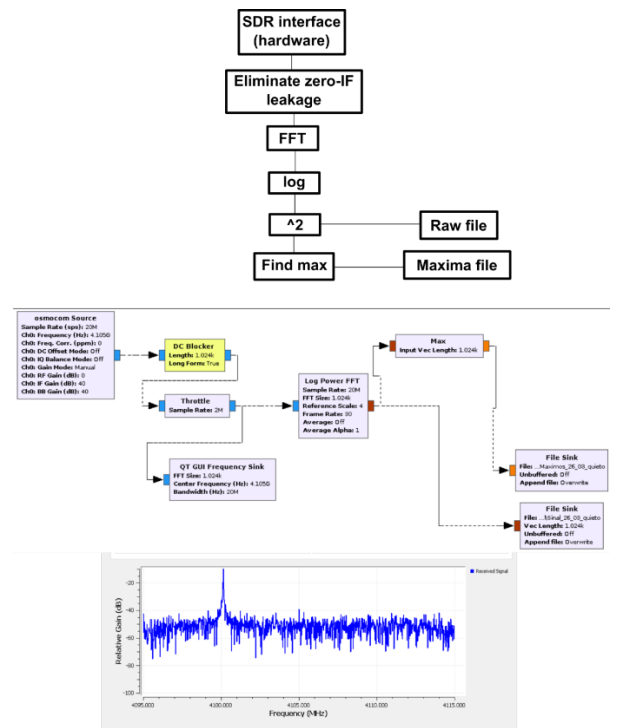 SDR interface
(hardware)
Eliminate zero-IF
leakage
FFT
log
^2
Raw file
Find max
Maxima file
osmocom Source
Sample Rate (sps): 20M
Ch0: Frequency (Hz): 4.105G
Ch0: Freq. Corr. (ppm): 0
Ch0: DC Offset Mode: Off
Ch0: IQ Balance Mode: Off
Ch0: Gain Mode: Manual
Ch0: RF Gain (dB): 0
Ch0: IF Gain (dB): 40
Ch0: BB Gain (dB): 40
DC Blocker
Length: 1.024k
Long Form: True
Throttle
Sample Rate: 2M
QT GUI Frequency Sink
FFT Size: 1.024k
Center Frequency (Hz): 4.105G
Bandwidth (Hz): 20M
Log Power FFT
Sample Rate: 20M
FFT Size: 1.024k
Reference Scale: 4
Frame Rate: 80
Average: Off
Average Alpha: 1
Max
Input Vec Length: 1.024k
File Sink
File: ...Maximos_26_08_quieto
Unbuffered: Off
Append file: Overwrite
File Sink
File: 26_08_quieto
Vec Length: 1.024k
Unbuffered: Off
Append file: Overwrite
Received Signal
Relative Gain (dB)
-20
-40
-60
-80
-100
4095.000
4100.000
4105.000
4110.000
4115.000
Frequency (MHz)